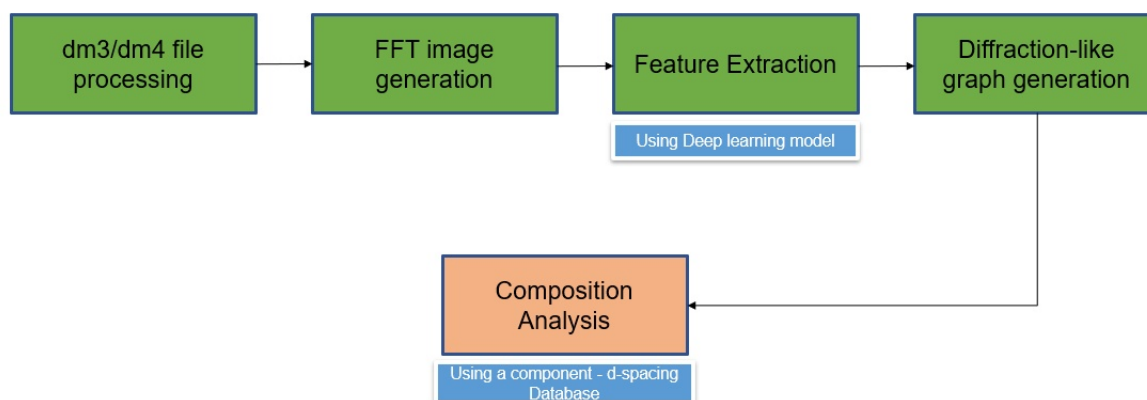 dm3/dm4 file
processing
FFT image
generation
Feature Extraction
Using Deep learning model
Diffraction-like
graph generation
Composition
Analysis
Using a component - d-spacing
Database